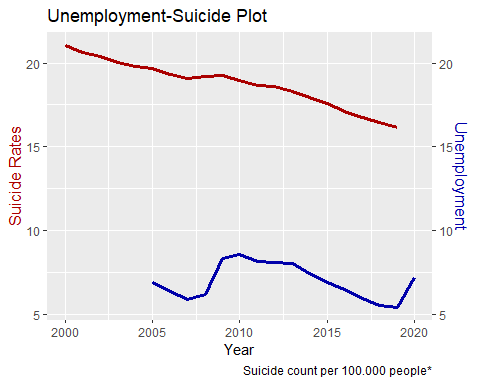 Unemployment-Suicide Plot
20
15
10
5
Suicide Rates
20
15
10
5
Unemployment
2000 2005 2010 2015 2020
Year
Suicide count per 100.000 people*